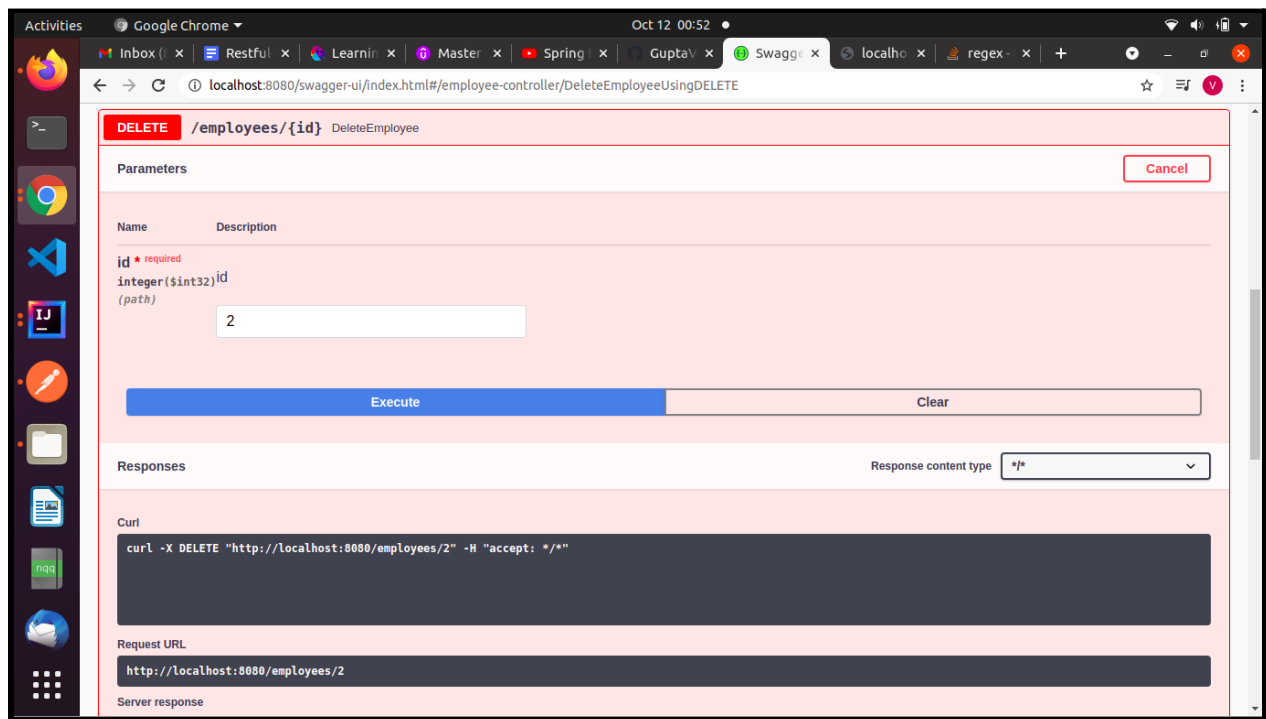 Activities Google Chrome Oct 12 00:52
Inbox ( Restful Learnin Master Spring GuptaV Swagge localho regex -
localhost:8080/swagger-ui/index.html#/employee-controller/DeleteEmployeeUsingDELETE V
DELETE /employees/{id} DeleteEmployee
Parameters Cancel
Name Description
id * required
integer($int32) id
(path)
2
Execute Clear
Responses Response content type */*
Curl
curl -X DELETE "http://localhost:8080/employees/2" -H "accept: */*"
Request URL
http://localhost:8080/employees/2
Server response
>_
IJ
nqq